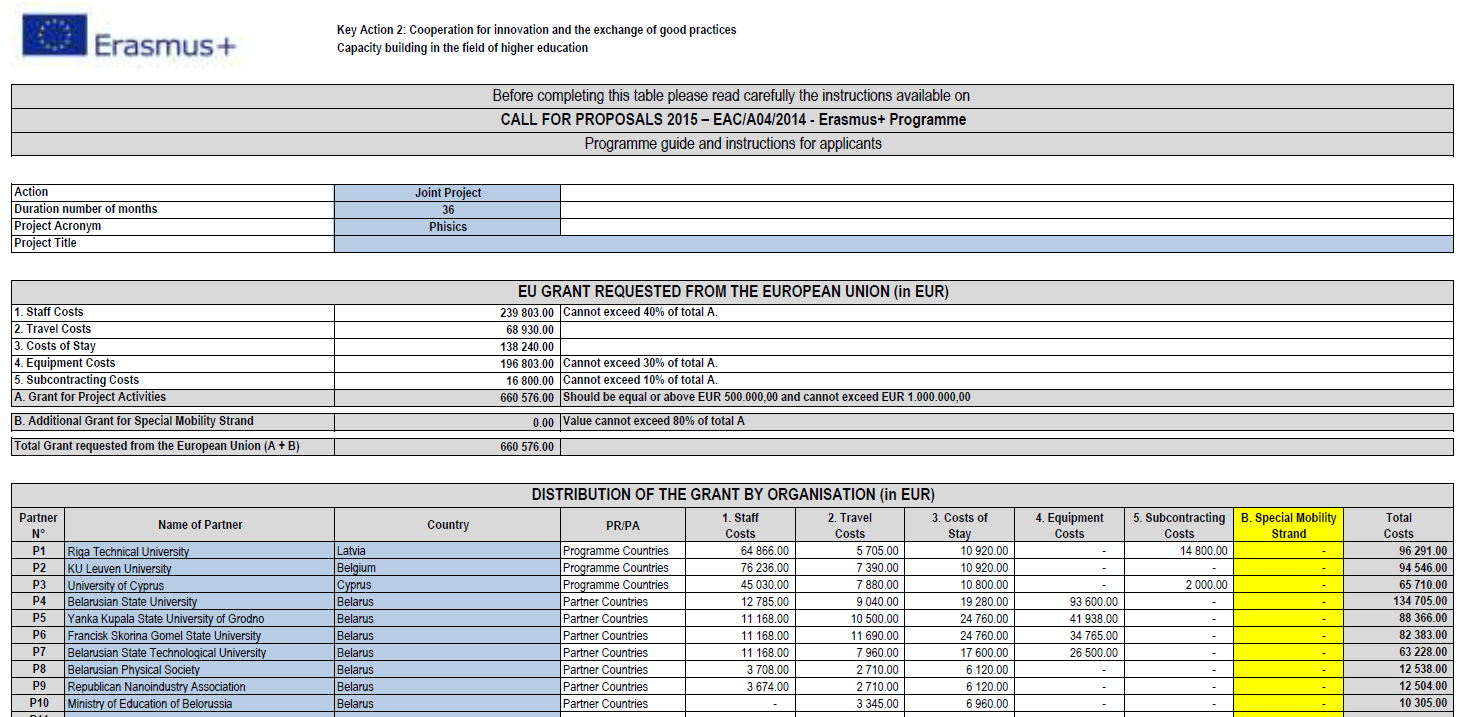 Erasmus+
Key Action 2: Cooperation for innovation and the exchange of good practices
Capacity building in the field of higher education
Before completing this table please read carefully the instructions available on
CALL FOR PROPOSALS 2015 – EAC/A04/2014 - Erasmus+ Programme
Programme guide and instructions for applicants
Action Joint Project
Duration number of months 36
Project Acronym Phisics
Project Title
EU GRANT REQUESTED FROM THE EUROPEAN UNION (in EUR)
1. Staff Costs 239 803.00 Cannot exceed 40% of total A.
2. Travel Costs 68 930.00
3. Costs of Stay 138 240.00
4. Equipment Costs 196 803.00 Cannot exceed 30% of total A.
5. Subcontracting Costs 16 800.00 Cannot exceed 10% of total A.
A. Grant for Project Activities 660 576.00 Should be equal or above EUR 500.000,00 and cannot exceed EUR 1.000.000,00
B. Additional Grant for Special Mobility Strand 0.00 Value cannot exceed 80% of total A
Total Grant requested from the European Union (A + B) 660 576.00
DISTRIBUTION OF THE GRANT BY ORGANISATION (in EUR)
Partner N° Name of Partner Country PR/PA 1. Staff Costs 2. Travel Costs 3. Costs of Stay 4. Equipment Costs 5. Subcontracting Costs B. Special Mobility Strand Total Costs
P1 Riga Technical University Latvia Programme Countries 64 866.00 5 705.00 10 920.00 - 14 800.00 - 96 291.00
P2 KU Leuven University Belgium Programme Countries 76 236.00 7 390.00 10 920.00 - - - 94 546.00
P3 University of Cyprus Cyprus Programme Countries 45 030.00 7 880.00 10 800.00 - 2 000.00 - 65 710.00
P4 Belarusian State University Belarus Partner Countries 12 785.00 9 040.00 19 280.00 93 600.00 - - 134 705.00
P5 Yanka Kupala State University of Grodno Belarus Partner Countries 11 168.00 10 500.00 24 760.00 41 938.00 - - 88 366.00
P6 Francisk Skorina Gomel State University Belarus Partner Countries 11 168.00 11 690.00 24 760.00 34 765.00 - - 82 383.00
P7 Belarusian State Technological University Belarus Partner Countries 11 168.00 7 960.00 17 600.00 26 500.00 - - 63 228.00
P8 Belarusian Physical Society Belarus Partner Countries 3 708.00 2 710.00 6 120.00 - - - 12 538.00
P9 Republican Nanoindustry Association Belarus Partner Countries 3 674.00 2 710.00 6 120.00 - - - 12 504.00
P10 Ministry of Education of Belorussia Belarus Partner Countries - 3 345.00 6 960.00 - - - 10 305.00